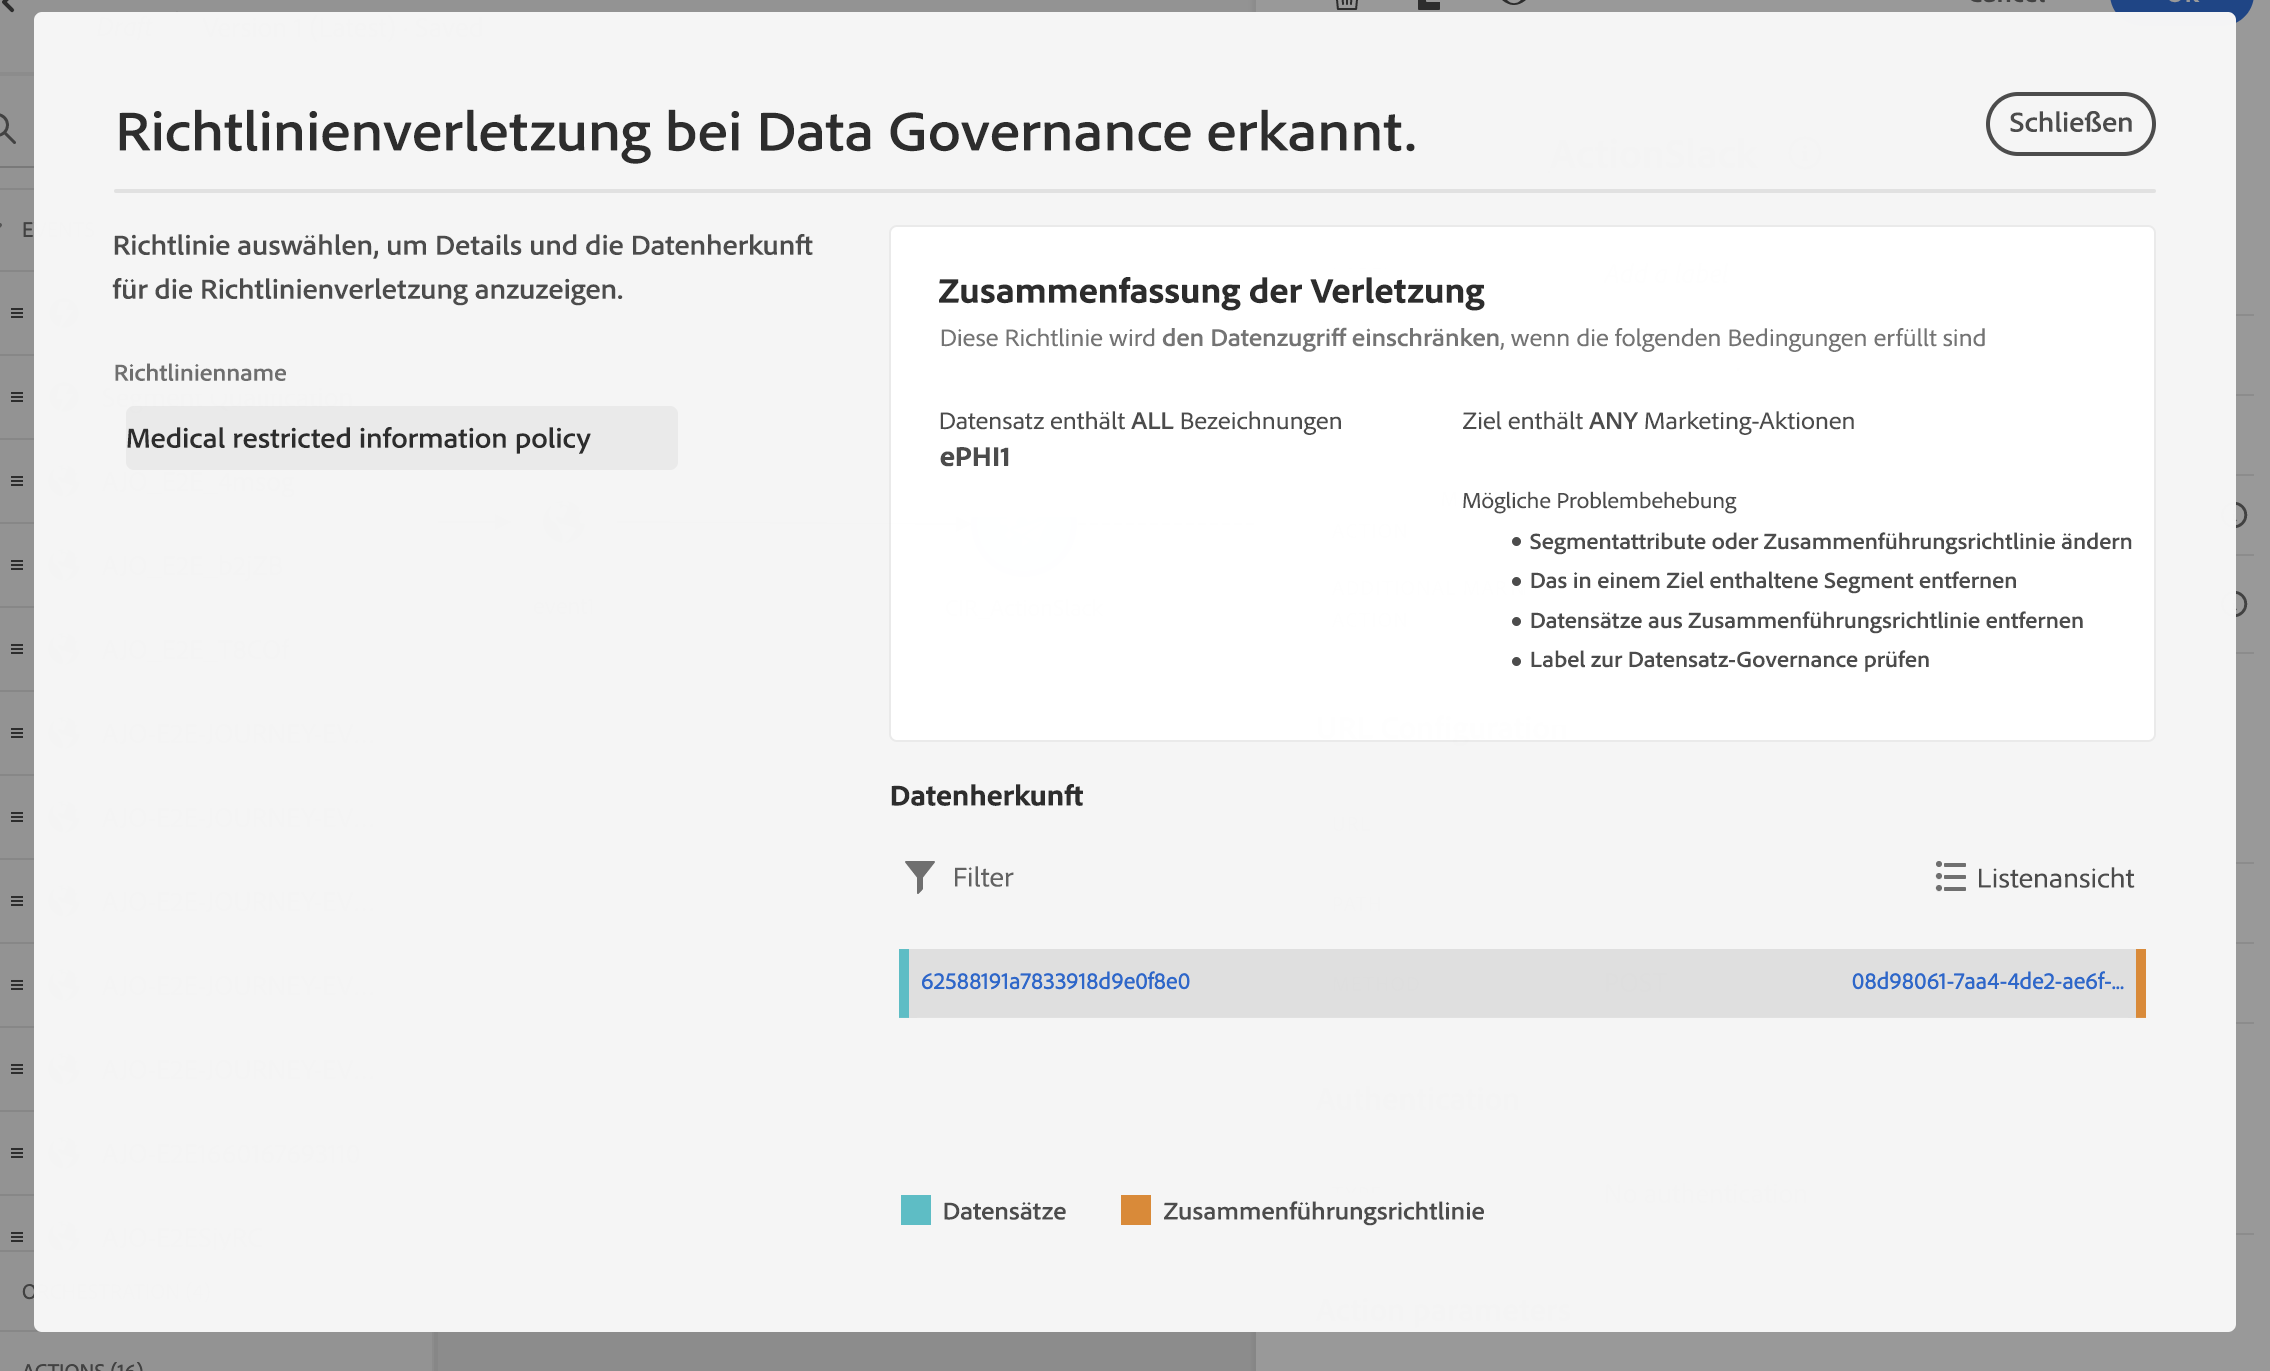 Richtlinienverletzung bei Data Governance erkannt.
Schließen
Richtlinie auswählen, um Details und die Datenherkunft
für die Richtlinienverletzung anzuzeigen.
Richtlinienname
Medical restricted information policy
Zusammenfassung der Verletzung
Diese Richtlinie wird den Datenzugriff einschränken, wenn die folgenden Bedingungen erfüllt sind
Datensatz enthält ALL Bezeichnungen
ePHI1
Ziel enthält ANY Marketing-Aktionen
Mögliche Problembehebung
• Segmentattribute oder Zusammenführungsrichtlinie ändern
• Das in einem Ziel enthaltene Segment entfernen
• Datensätze aus Zusammenführungsrichtlinie entfernen
• Label zur Datensatz-Governance prüfen
Datenherkunft
Filter
Listenansicht
62588191a7833918d9e0f8e0
08d98061-7aa4-4de2-ae6f-...
Datensätze
Zusammenführungsrichtlinie
ACTIONS (16)